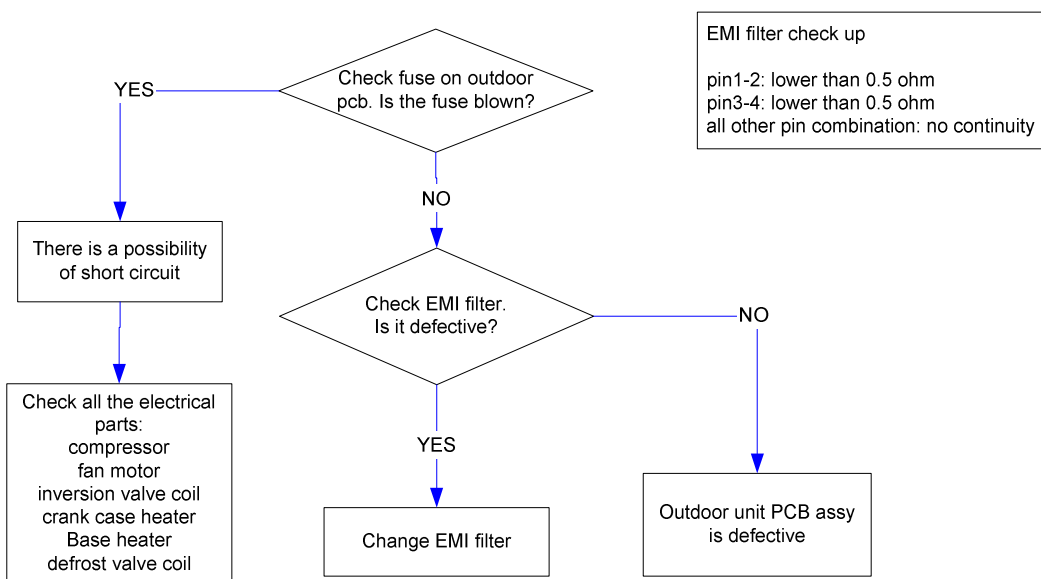 Check fuse on outdoor
pcb. Is the fuse blown?
EMI filter check up
pin1-2: lower than 0.5 ohm
pin3-4: lower than 0.5 ohm
all other pin combination: no continuity
YES
NO
There is a possibility
of short circuit
Check EMI filter.
Is it defective?
NO
Check all the electrical
parts:
compressor
fan motor
inversion valve coil
crank case heater
Base heater
defrost valve coil
YES
Change EMI filter
Outdoor unit PCB assy
is defective